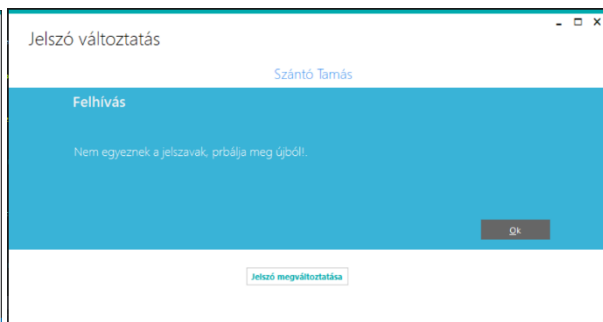 Jelszó változtatás
Szántó Tamás
Felhívás
Nem egyeznek a jelszavak, prbálja meg újból!.
Ok
Jelszó megváltoztatása